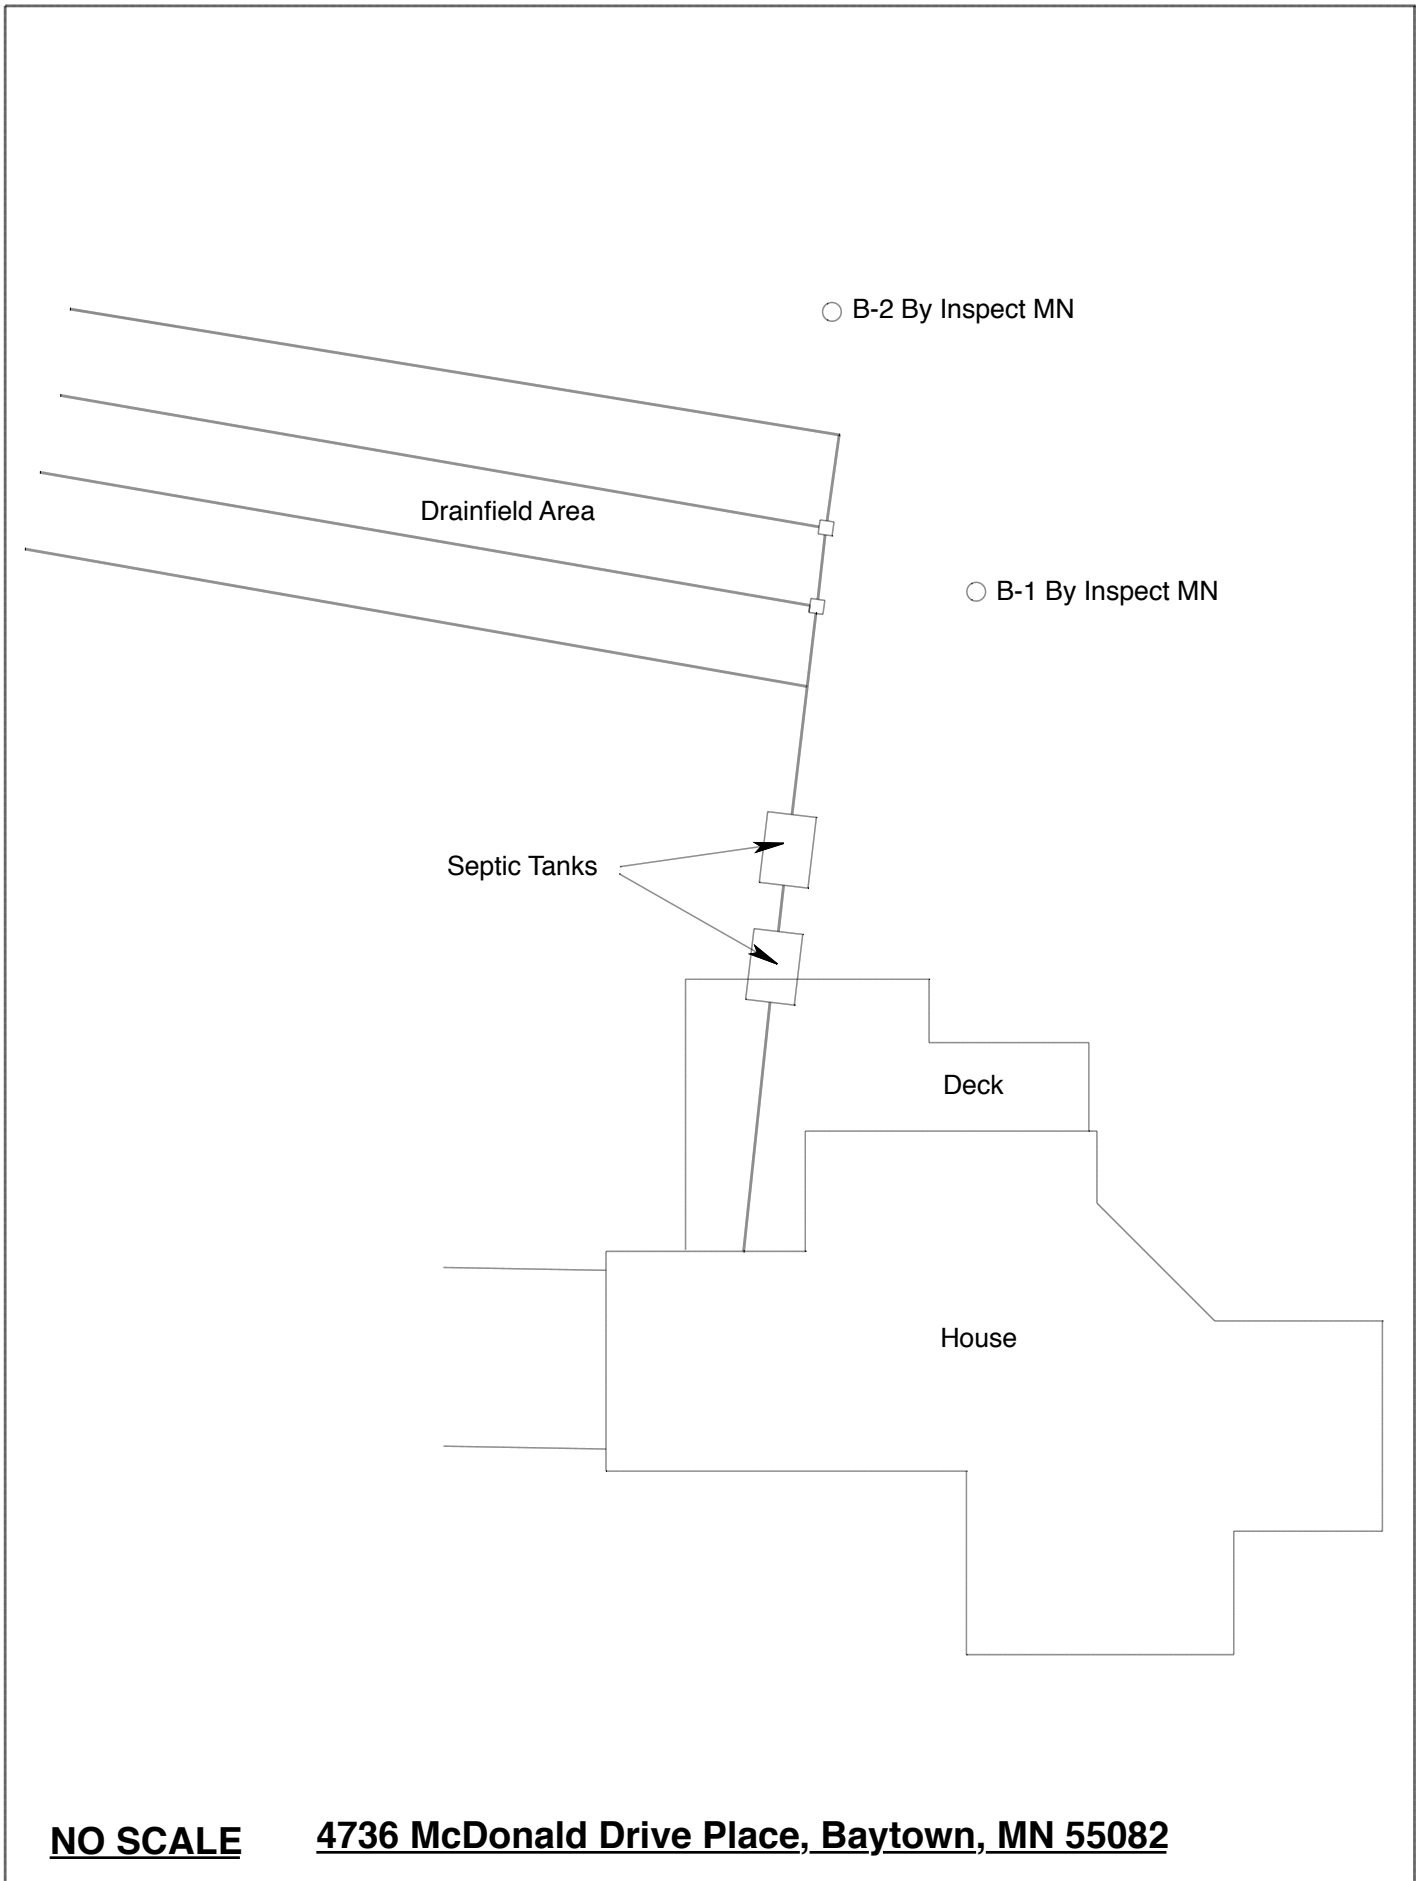 B-2 By Inspect MN
Drainfield Area
B-1 By Inspect MN
Septic Tanks
Deck
House
NO SCALE
4736 McDonald Drive Place, Baytown, MN 55082